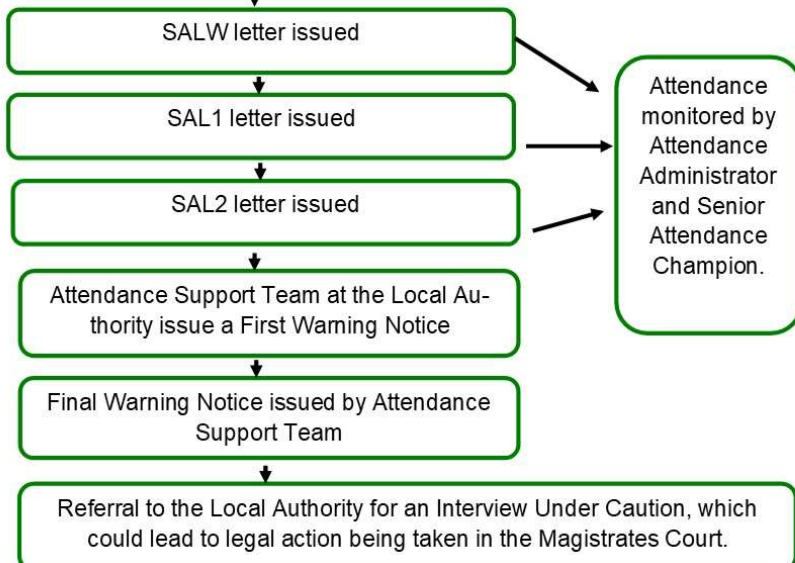 SALW letter issued
SAL1 letter issued
SAL2 letter issued
Attendance Support Team at the Local Au-
thority issue a First Warning Notice
Final Warning Notice issued by Attendance
Support Team
Referral to the Local Authority for an Interview Under Caution, which
could lead to legal action being taken in the Magistrates Court.
Attendance
monitored by
Attendance
Administrator
and Senior
Attendance
Champion.